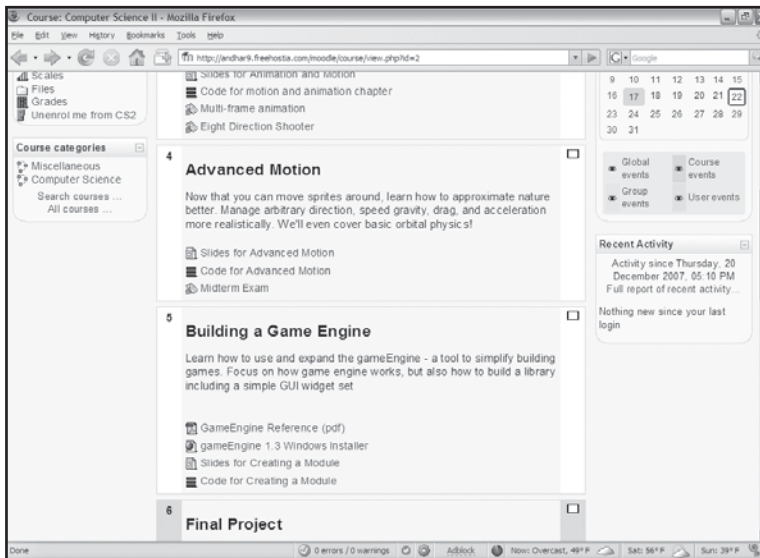 Course: Computer Science II - Mozilla Firefox
File Edit View History Bookmarks Tools Help
http://andhar9.freehostia.com/moodle/course/view.php?id=2
Google
Scales
Files
Grades
Unenrol me from CS2
Course categories
Miscellaneous
Computer Science
Search courses ...
All courses ...
Slides for Animation and Motion
Code for motion and animation chapter
Multi-frame animation
Eight Direction Shooter
4
Advanced Motion
Now that you can move sprites around, learn how to approximate nature
better. Manage arbitrary direction, speed gravity, drag, and acceleration
more realistically. We'll even cover basic orbital physics!
Slides for Advanced Motion
Code for Advanced Motion
Midterm Exam
5
Building a Game Engine
Learn how to use and expand the gameEngine - a tool to simplify building
games. Focus on how game engine works, but also how to build a library
including a simple GUI widget set
GameEngine Reference (pdf)
gameEngine 1.3 Windows Installer
Slides for Creating a Module
Code for Creating a Module
6
Final Project
9 10 11 12 13 14 15
16 17 18 19 20 21 22
23 24 25 26 27 28 29
30 31
Global events
Course events
Group events
User events
Recent Activity
Activity since Thursday, 20
December 2007, 05:10 PM
Full report of recent activity...
Nothing new since your last
login
Done
0 errors / 0 warnings
Adblock
Now: Overcast, 49° F
Sat: 56° F
Sun: 39° F